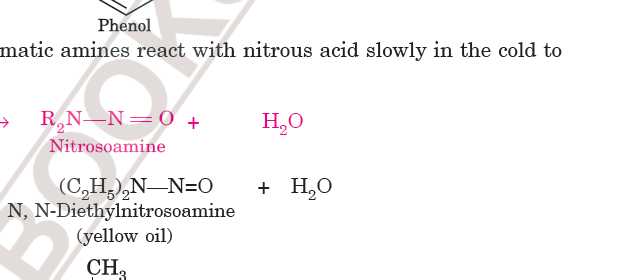 Phenol
matic amines react with nitrous acid slowly in the cold to
→ R₂N—N=O + H₂O
Nitrosoamine
(C₂H₅)₂N—N=O + H₂O
N, N-Diethylnitrosoamine
(yellow oil)
CH₃